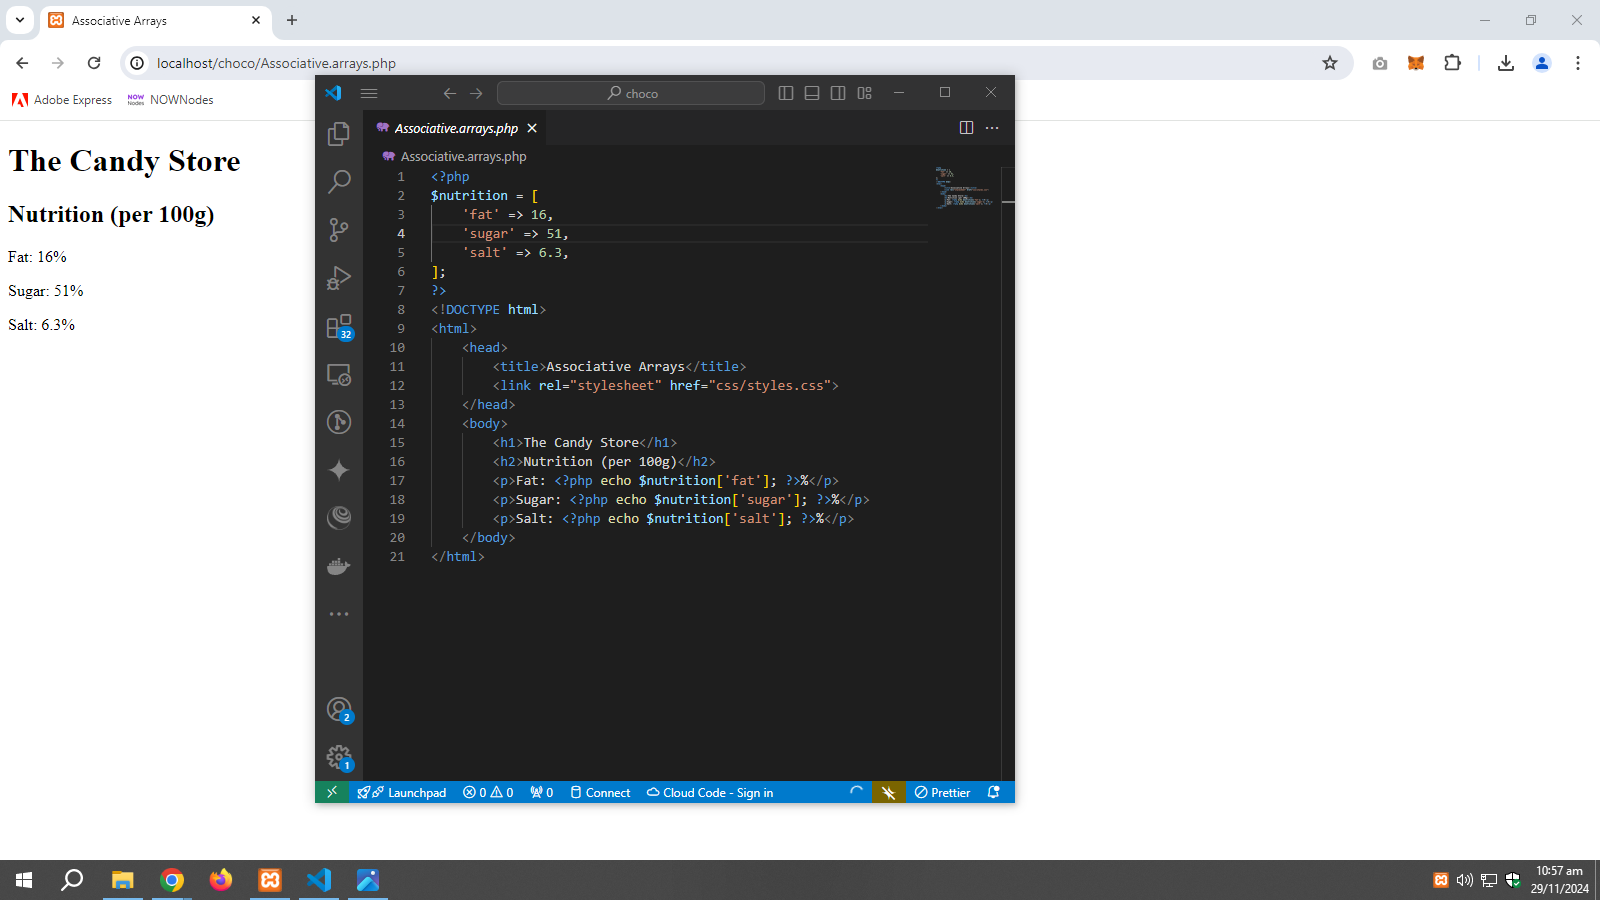 Associative Arrays
localhost/choco/Associative.arrays.php
Adobe Express
NOW
Nodes
NOWNodes
The Candy Store
Nutrition (per 100g)
Fat: 16%
Sugar: 51%
Salt: 6.3%
choco
Associative.arrays.php
Associative.arrays.php
1 <?php
2 $nutrition = [
3 'fat' => 16,
4 'sugar' => 51,
5 'salt' => 6.3,
6 ];
7 ?>
8 <!DOCTYPE html>
9 <html>
10 <head>
11 <title>Associative Arrays</title>
12 <link rel="stylesheet" href="css/styles.css">
13 </head>
14 <body>
15 <h1>The Candy Store</h1>
16 <h2>Nutrition (per 100g)</h2>
17 <p>Fat: <?php echo $nutrition['fat']; ?>%</p>
18 <p>Sugar: <?php echo $nutrition['sugar']; ?>%</p>
19 <p>Salt: <?php echo $nutrition['salt']; ?>%</p>
20 </body>
21 </html>
32
2
1
Launchpad 0 0 0 Connect Cloud Code - Sign in Prettier
10:57 am
29/11/2024